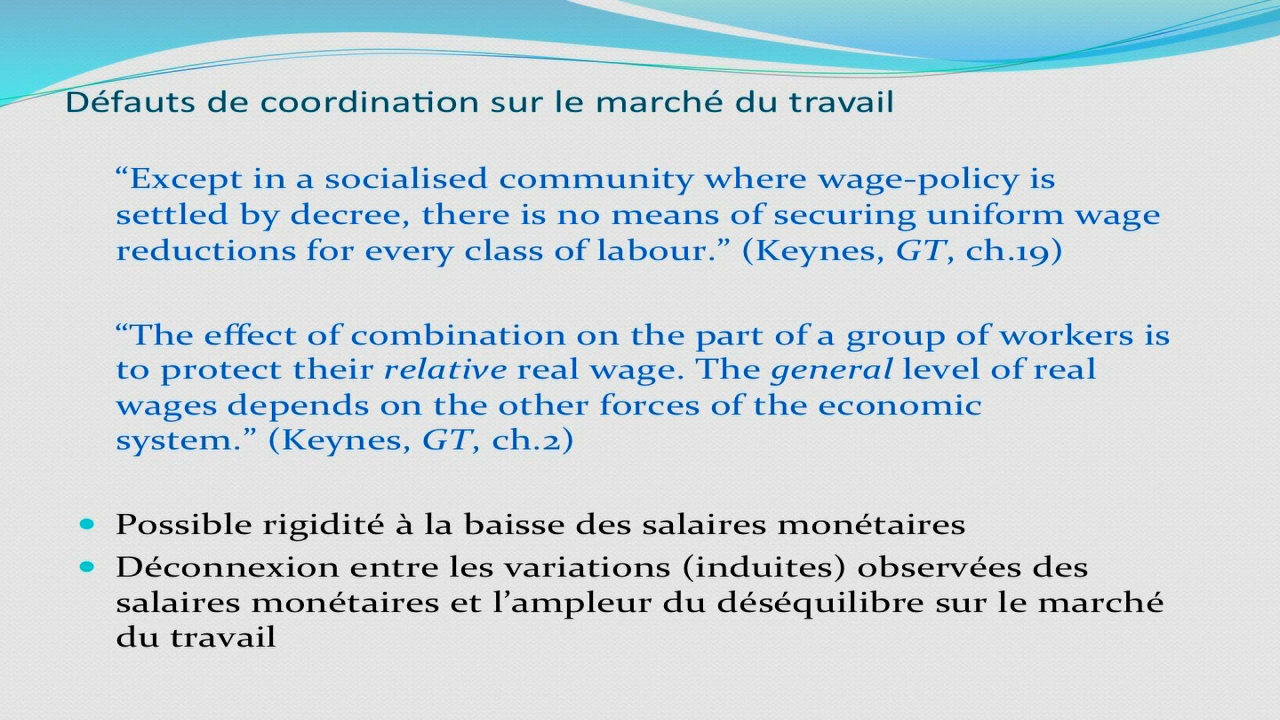 Défauts de coordination sur le marché du travail
“Except in a socialised community where wage-policy is
settled by decree, there is no means of securing uniform wage
reductions for every class of labour.” (Keynes, GT, ch.19)
“The effect of combination on the part of a group of workers is
to protect their relative real wage. The general level of real
wages depends on the other forces of the economic
system.” (Keynes, GT, ch.2)
• Possible rigidité à la baisse des salaires monétaires
• Déconnexion entre les variations (induites) observées des
salaires monétaires et l’ampleur du déséquilibre sur le marché
du travail